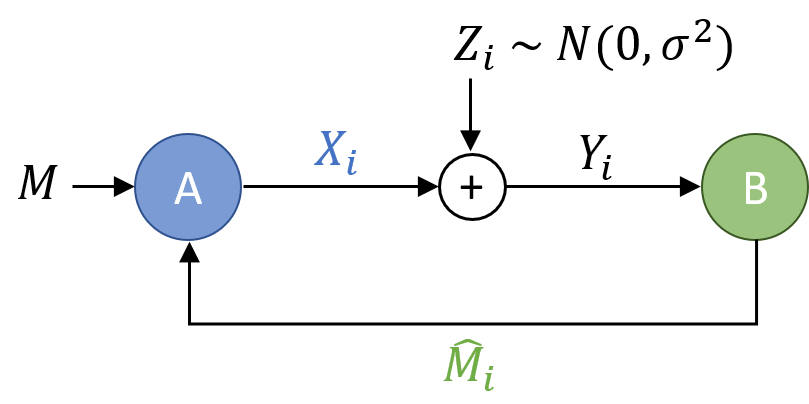 Z_i ~ N(0, σ²)
M
A
X_i
+
Y_i
B
M̂_i